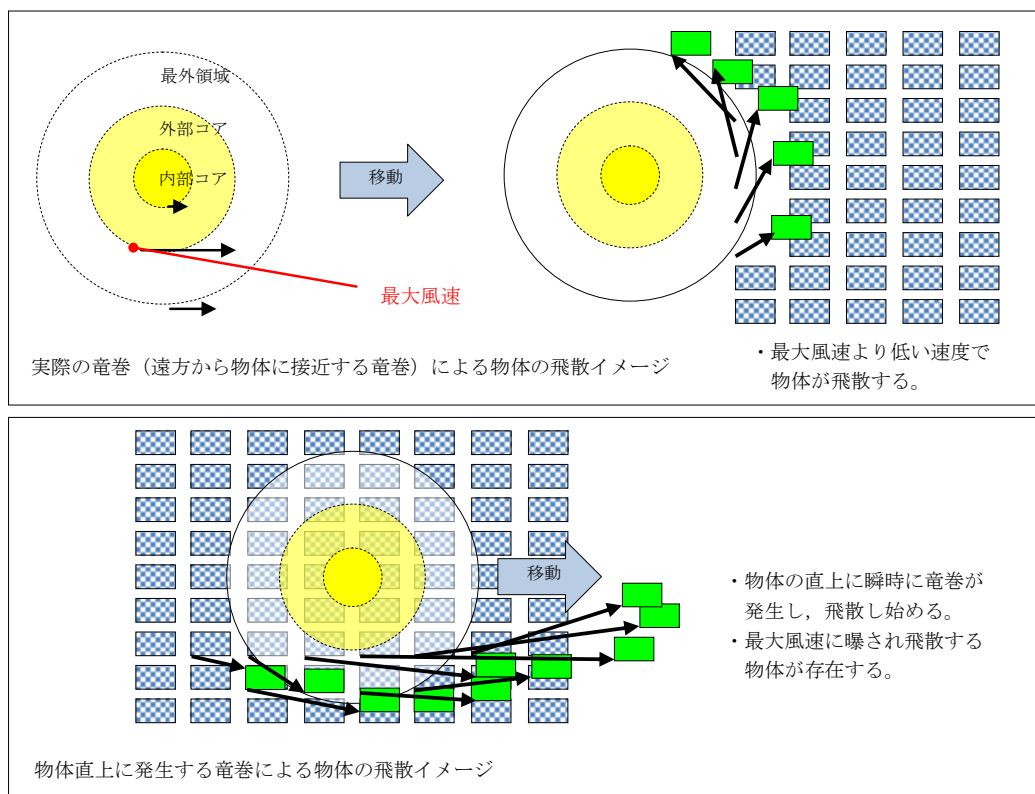 最外領域
外部コア
内部コア
移動
最大風速
実際の竜巻（遠方から物体に接近する竜巻）による物体の飛散イメージ
・最大風速より低い速度で
物体が飛散する。
移動
・物体の直上に瞬時に竜巻が
発生し，飛散し始める。
・最大風速に曝され飛散する
物体が存在する。
物体直上に発生する竜巻による物体の飛散イメージ